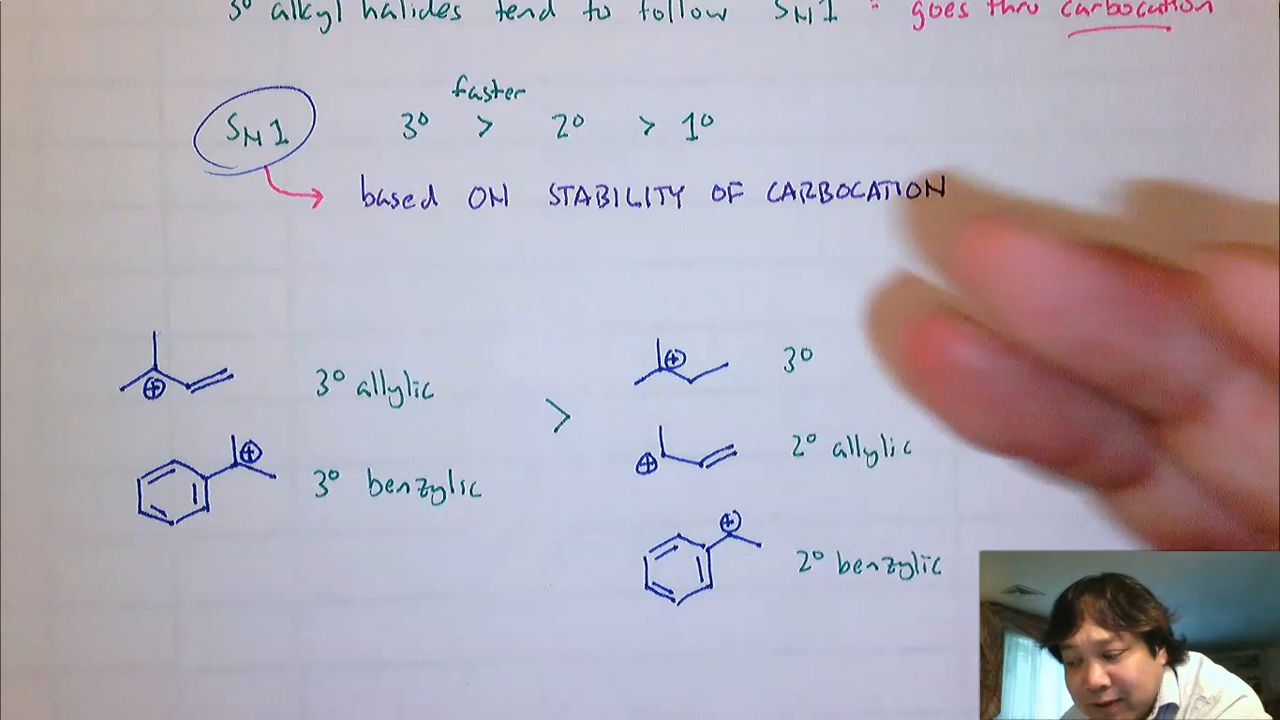 3° alkyl halides tend to follow SN1 : goes thru carbocation
faster
SN1 3° > 2° > 1°
based ON STABILITY OF CARBOCATION
⊕ 3° allylic > ⊕ 3°
⊕ 2° allylic
⊕ 3° benzylic
⊕ 2° benzylic